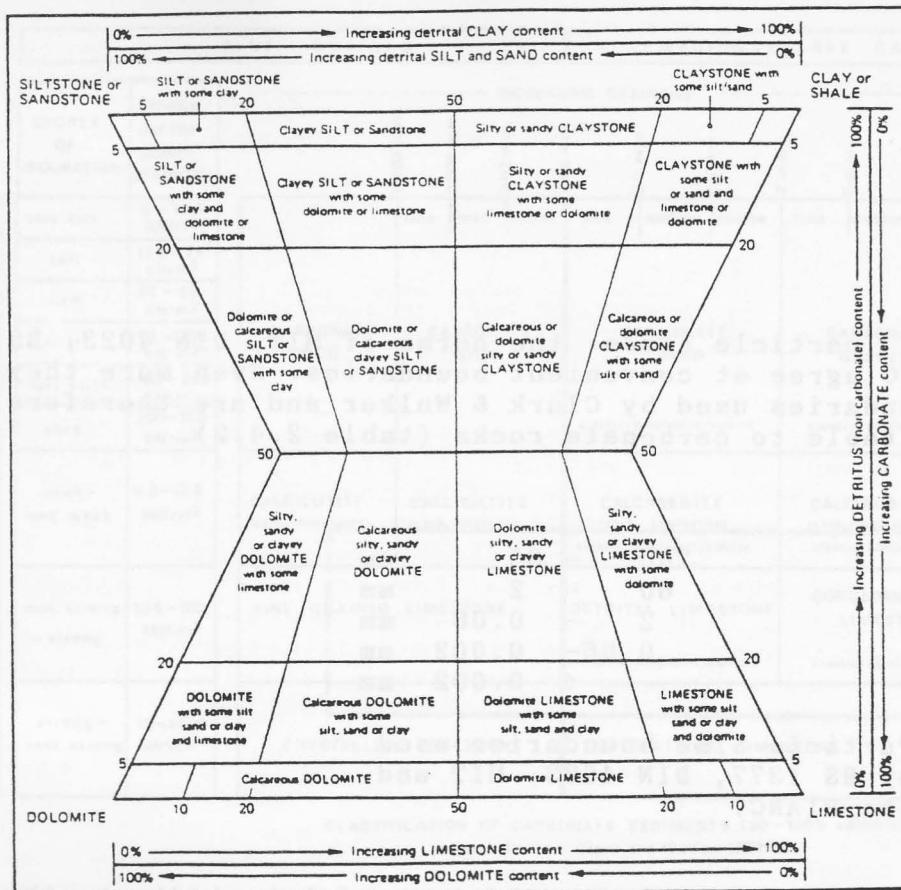 0% Increasing detrital CLAY content 100%
100% Increasing detrital SILT and SAND content 0%
SILTSTONE or
SANDSTONE
SILT or SANDSTONE
with some clay
CLAYSTONE with
some silt/sand
CLAY or
SHALE
5
20
50
20
5
Clayey SILT or Sandstone
Silty or sandy CLAYSTONE
5
5
SILT or
SANDSTONE
with some
clay and
dolomite or
limestone
Clayey SILT or SANDSTONE
with some
dolomite or limestone
Silty or sandy
CLAYSTONE
with some
limestone or dolomite
CLAYSTONE with
some silt
or sand and
limestone or
dolomite
20
20
Dolomite or
calcareous
SILT or
SANDSTONE
with some
clay
Dolomite or
calcareous
clayey SILT
or SANDSTONE
Calcareous or
dolomite
silty or sandy
CLAYSTONE
Calcareous or
dolomite
CLAYSTONE
with some
silt or sand
50
50
Silty,
sandy
or clayey
DOLOMITE
with some
limestone
Calcareous
silty, sandy
or clayey
DOLOMITE
Dolomite
silty, sandy
or clayey
LIMESTONE
Silty,
sandy
or clayey
LIMESTONE
with some
dolomite
20
20
DOLOMITE
with some silt
sand or clay
and limestone
Calcareous DOLOMITE
with some
silt, sand or clay
Dolomite LIMESTONE
with some
silt, sand and clay
LIMESTONE
with some silt
sand or clay
and dolomite
5
5
Calcareous DOLOMITE
Dolomite LIMESTONE
10
20
50
20
10
DOLOMITE
LIMESTONE
0% Increasing LIMESTONE content 100%
100% Increasing DOLOMITE content 0%
0% Increasing DETRITUS (noncarbonate) content 100%
100% Increasing CARBONATE content 0%